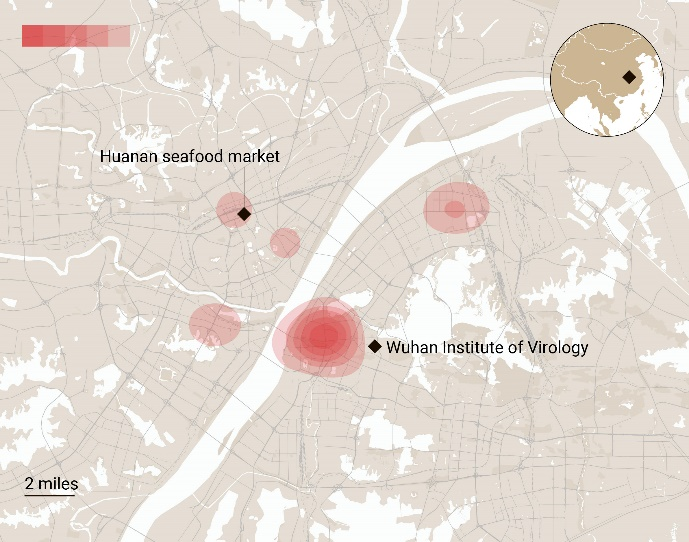 Huanan seafood market
Wuhan Institute of Virology
2 miles